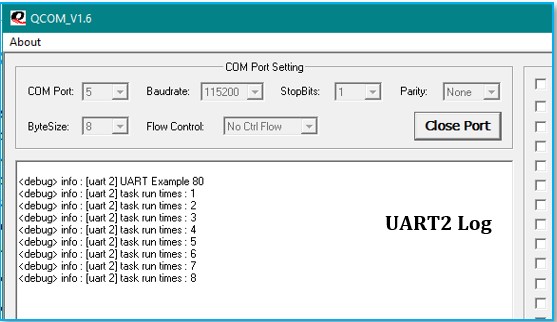 QCOM_V1.6
About
COM Port Setting
COM Port: 5 Baudrate: 115200 StopBits: 1 Parity: None
ByteSize: 8 Flow Control: No Ctrl Flow Close Port
<debug> info : [uart 2] UART Example 80
<debug> info : [uart 2] task run times : 1
<debug> info : [uart 2] task run times : 2
<debug> info : [uart 2] task run times : 3
<debug> info : [uart 2] task run times : 4
<debug> info : [uart 2] task run times : 5
<debug> info : [uart 2] task run times : 6
<debug> info : [uart 2] task run times : 7
<debug> info : [uart 2] task run times : 8
UART2 Log